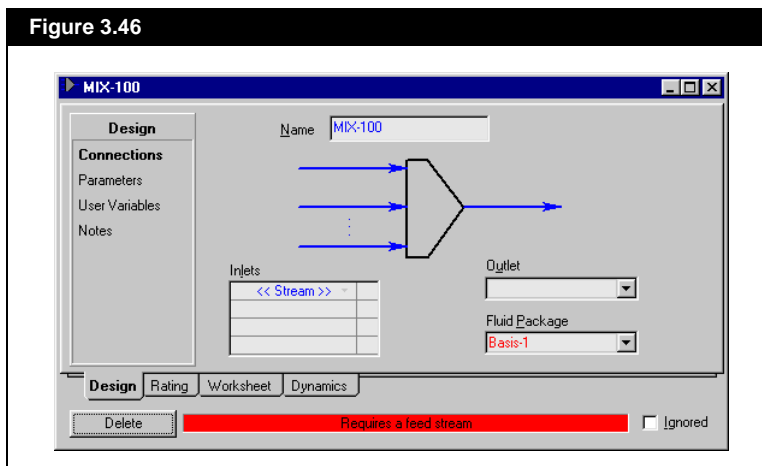 Figure 3.46
MIX-100
Design
Connections
Parameters
User Variables
Notes
Name MIX-100
Inlets
<< Stream >>
Outlet
Fluid Package
Basis-1
Design Rating Worksheet Dynamics
Delete Requires a feed stream Ignored